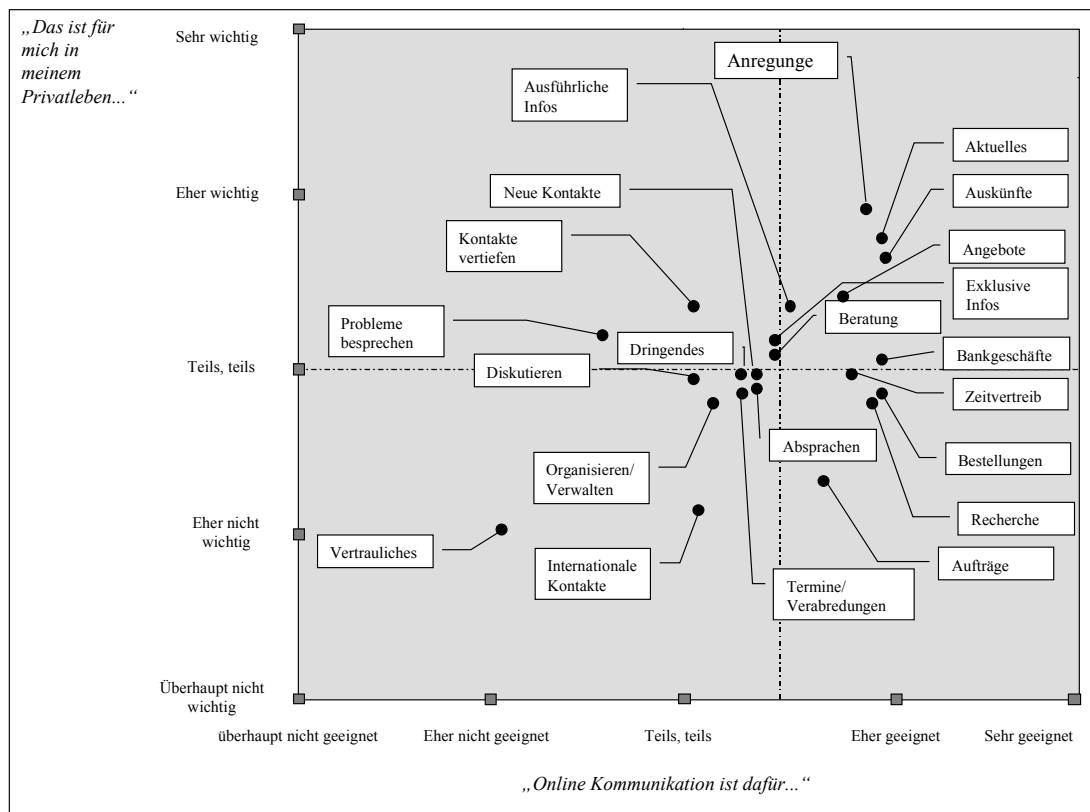 „Das ist für
mich in
meinem
Privatleben...“
Sehr wichtig
Anregunge
Ausführliche
Infos
Aktuelles
Neue Kontakte
Eher wichtig
Auskünfte
Kontakte
vertiefen
Angebote
Exklusive
Infos
Beratung
Probleme
besprechen
Dringendes
Teils, teils
Diskutieren
Bankgeschäfte
Zeitvertreib
Absprachen
Bestellungen
Organisieren/
Verwalten
Eher nicht
wichtig
Recherche
Vertrauliches
Internationale
Kontakte
Aufträge
Termine/
Verabredungen
Überhaupt nicht
wichtig
überhaupt nicht geeignet
Eher nicht geeignet
Teils, teils
Eher geeignet
Sehr geeignet
„Online Kommunikation ist dafür...“